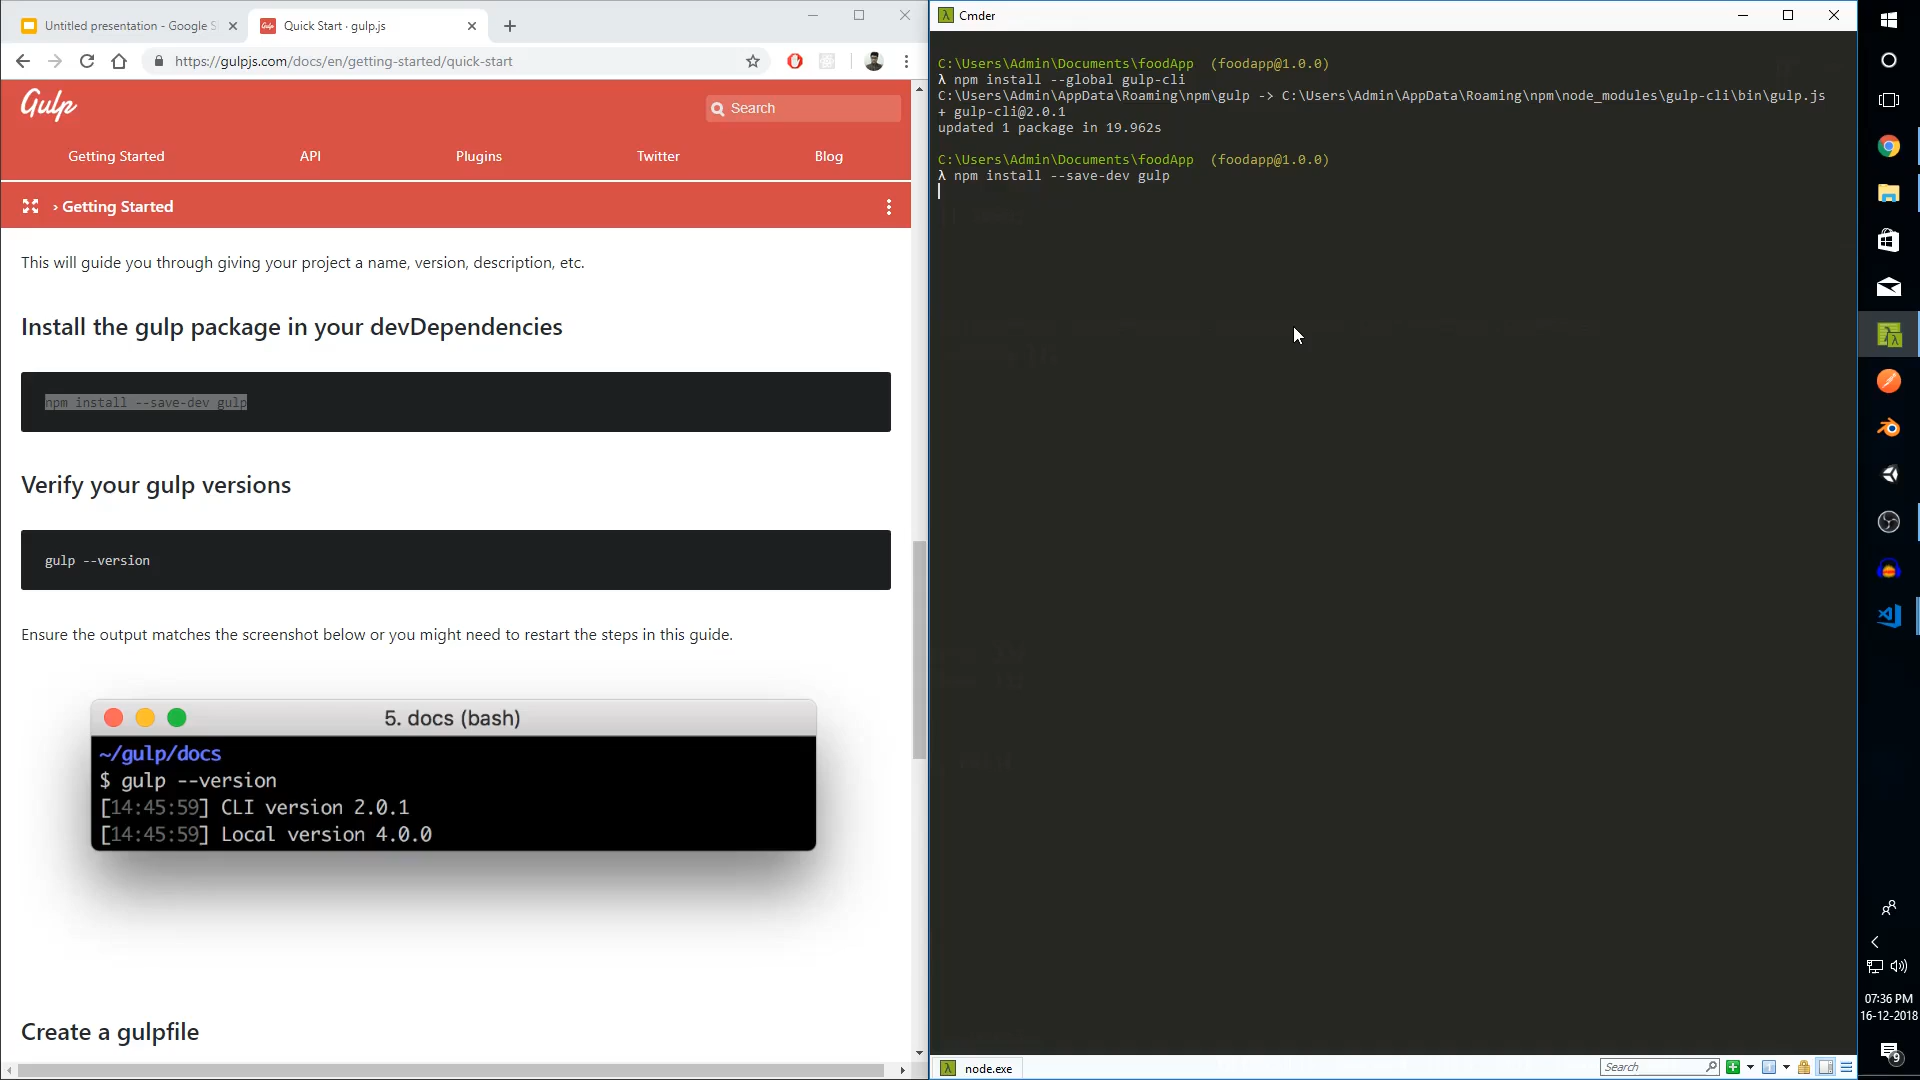 Untitled presentation - Google S
Quick Start · gulp.js
https://gulpjs.com/docs/en/getting-started/quick-start
Gulp
Search
Getting Started
API
Plugins
Twitter
Blog
› Getting Started
This will guide you through giving your project a name, version, description, etc.
Install the gulp package in your devDependencies
npm install --save-dev gulp
Verify your gulp versions
gulp --version
Ensure the output matches the screenshot below or you might need to restart the steps in this guide.
5. docs (bash)
~/gulp/docs
$ gulp --version
[14:45:59] CLI version 2.0.1
[14:45:59] Local version 4.0.0
Create a gulpfile
Cmder
C:\Users\Admin\Documents\foodApp (foodapp@1.0.0)
λ npm install --global gulp-cli
C:\Users\Admin\AppData\Roaming\npm\gulp -> C:\Users\Admin\AppData\Roaming\npm\node_modules\gulp-cli\bin\gulp.js
+ gulp-cli@2.0.1
updated 1 package in 19.962s
C:\Users\Admin\Documents\foodApp (foodapp@1.0.0)
λ npm install --save-dev gulp
node.exe
Search
07:36 PM
16-12-2018
9